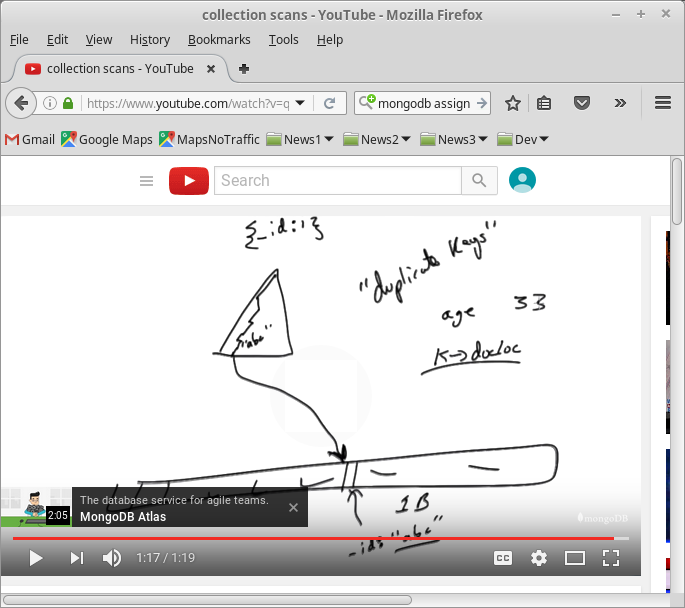 collection scans - YouTube - Mozilla Firefox
File Edit View History Bookmarks Tools Help
collection scans - YouTube
https://www.youtube.com/watch?v=q
mongodb assign
Gmail Google Maps MapsNoTraffic News1 News2 News3 Dev
Search
{_id:1}
"duplicate keys"
age 33
"abc"
K→docloc
1B
_id: "abc"
The database service for agile teams.
MongoDB Atlas
2:05
mongoDB
1:17 / 1:19
CC